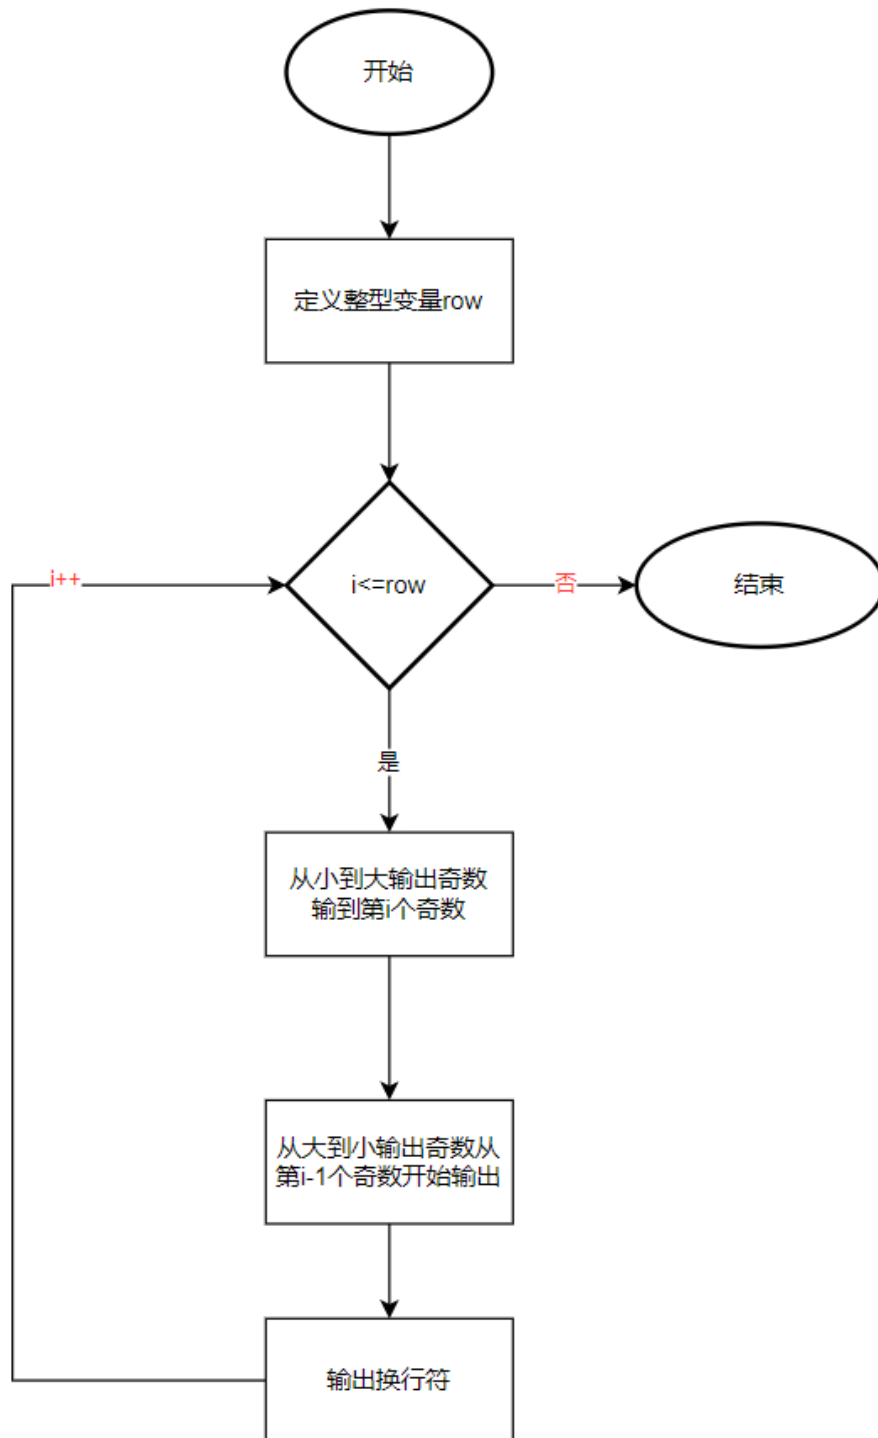 开始
定义整型变量row
i++
i<=row
否
结束
是
从小到大输出奇数
输到第i个奇数
从大到小输出奇数从
第i-1个奇数开始输出
输出换行符